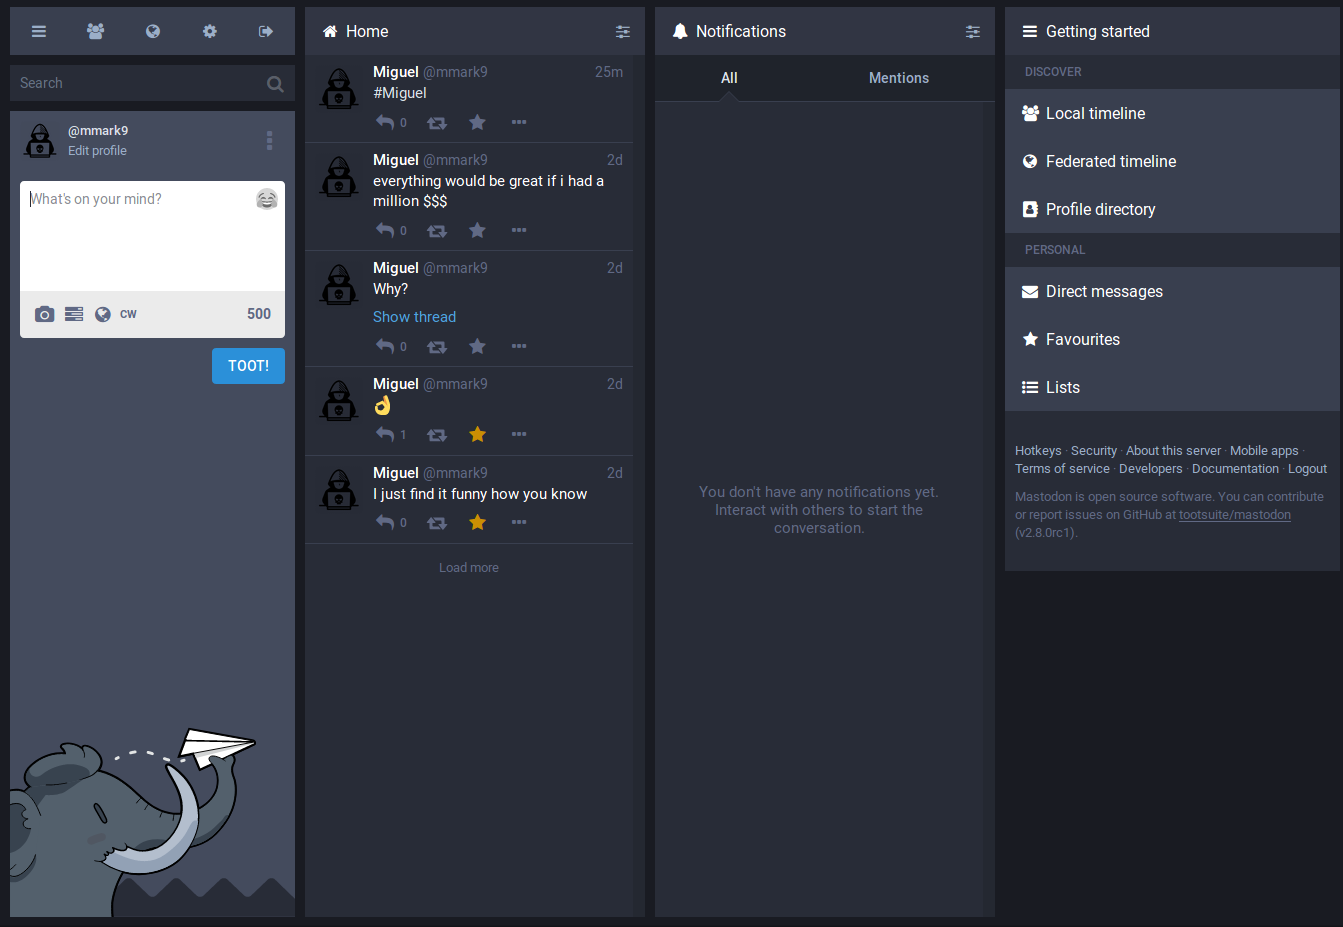 Search
@mmark9
Edit profile
What's on your mind?
CW
500
TOOT!
Home
Miguel @mmark9 25m
#Miguel
0
Miguel @mmark9 2d
everything would be great if i had a
million $$$
0
Miguel @mmark9 2d
Why?
Show thread
0
Miguel @mmark9 2d
👌
1
Miguel @mmark9 2d
I just find it funny how you know
0
Load more
Notifications
All Mentions
You don't have any notifications yet.
Interact with others to start the
conversation.
Getting started
DISCOVER
Local timeline
Federated timeline
Profile directory
PERSONAL
Direct messages
Favourites
Lists
Hotkeys · Security · About this server · Mobile apps ·
Terms of service · Developers · Documentation · Logout
Mastodon is open source software. You can contribute
or report issues on GitHub at tootsuite/mastodon
(v2.8.0rc1).